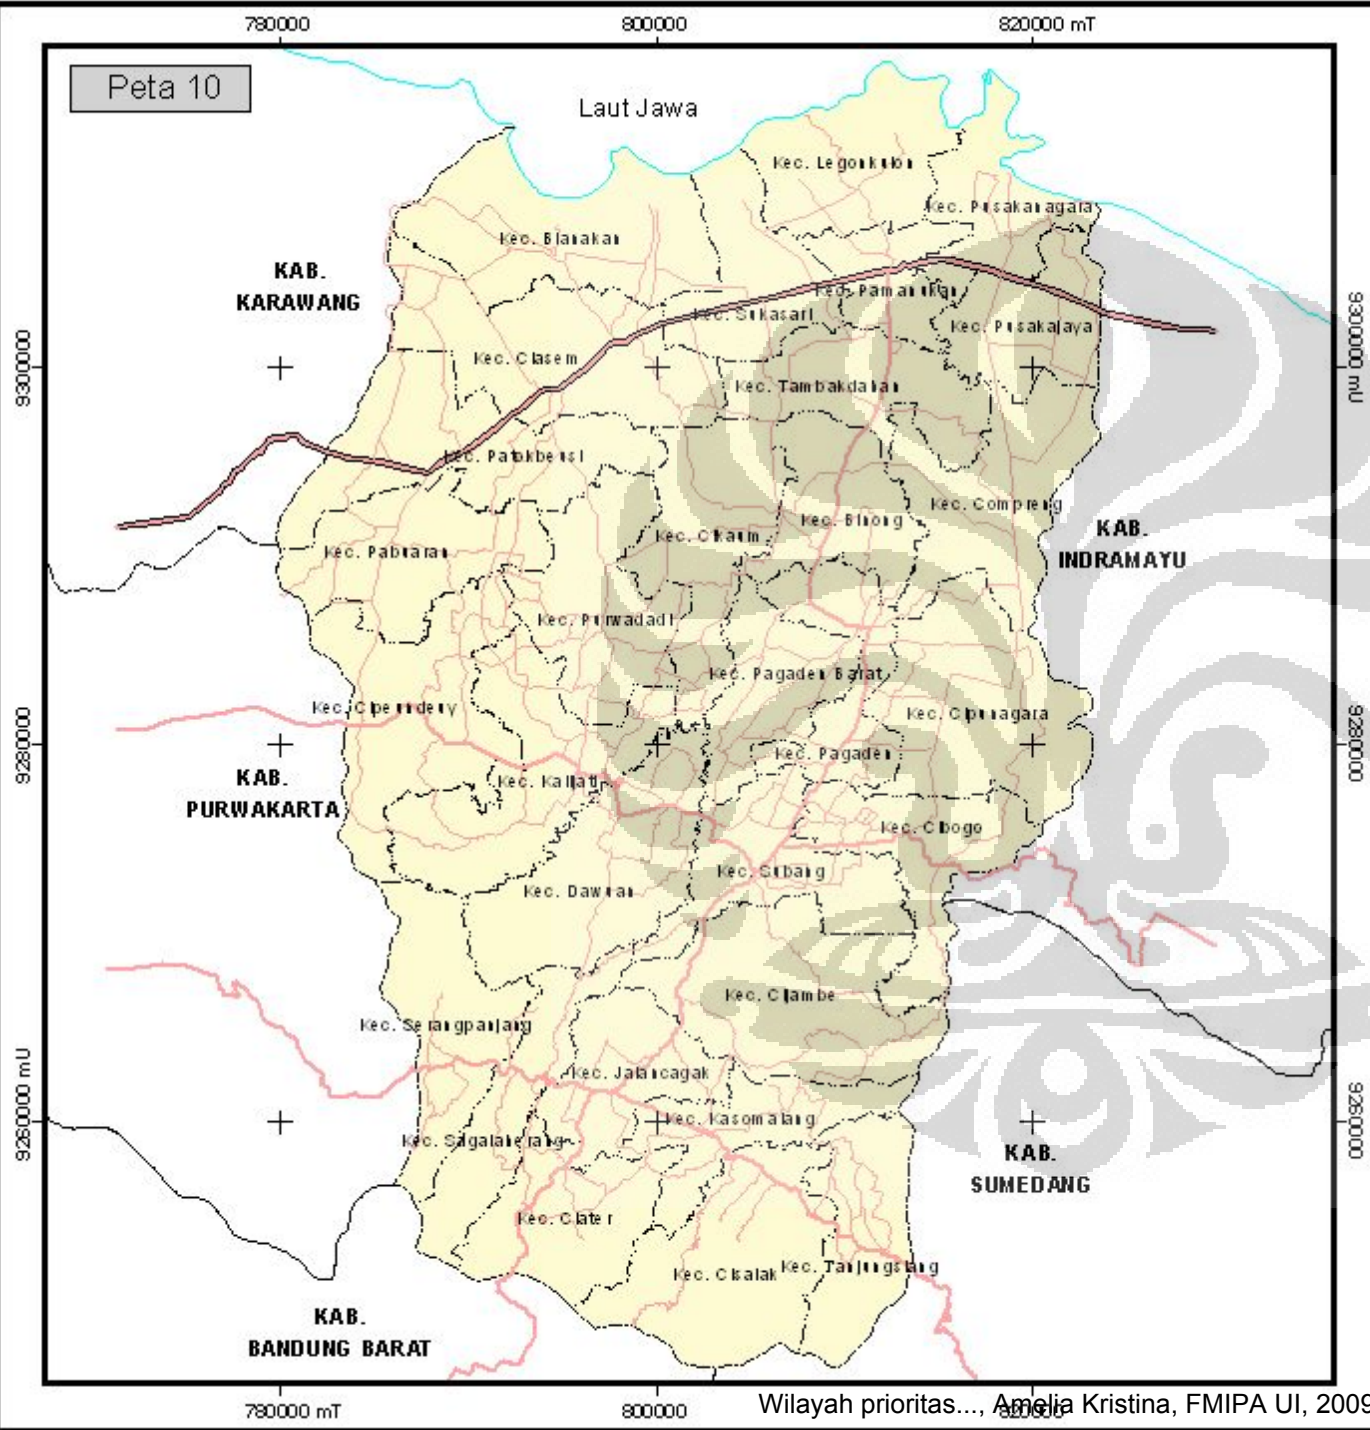 780000 800000 820000 mT
Peta 10
Laut Jawa
Kec. Legonkulon
Kec. Pusakanagara
Kec. Blanakan
KAB.
KARAWANG
Kec. Pamanukan
Kec. Sukasari
Kec. Pusakajaya
9300000
9300000 mU
Kec. Ciasem
Kec. Tambakdahan
Kec. Patokbeusi
Kec. Compreng
Kec. Binong
Kec. Cikaum
KAB.
INDRAMAYU
Kec. Pabuaran
Kec. Purwadadi
Kec. Pagaden Barat
Kec. Cipeundeuy
Kec. Cipunagara
9280000
9280000
Kec. Pagaden
KAB.
PURWAKARTA
Kec. Kalijati
Kec. Cibogo
Kec. Subang
Kec. Dawuan
Kec. Cijambe
Kec. Serangpanjang
Kec. Jalancagak
9260000 mU
9260000
Kec. Kasomalang
Kec. Sagalaherang
KAB.
SUMEDANG
Kec. Ciater
Kec. Cisalak
Kec. Tanjungsiang
KAB.
BANDUNG BARAT
780000 mT 800000 820000
Wilayah prioritas..., Amelia Kristina, FMIPA UI, 2009